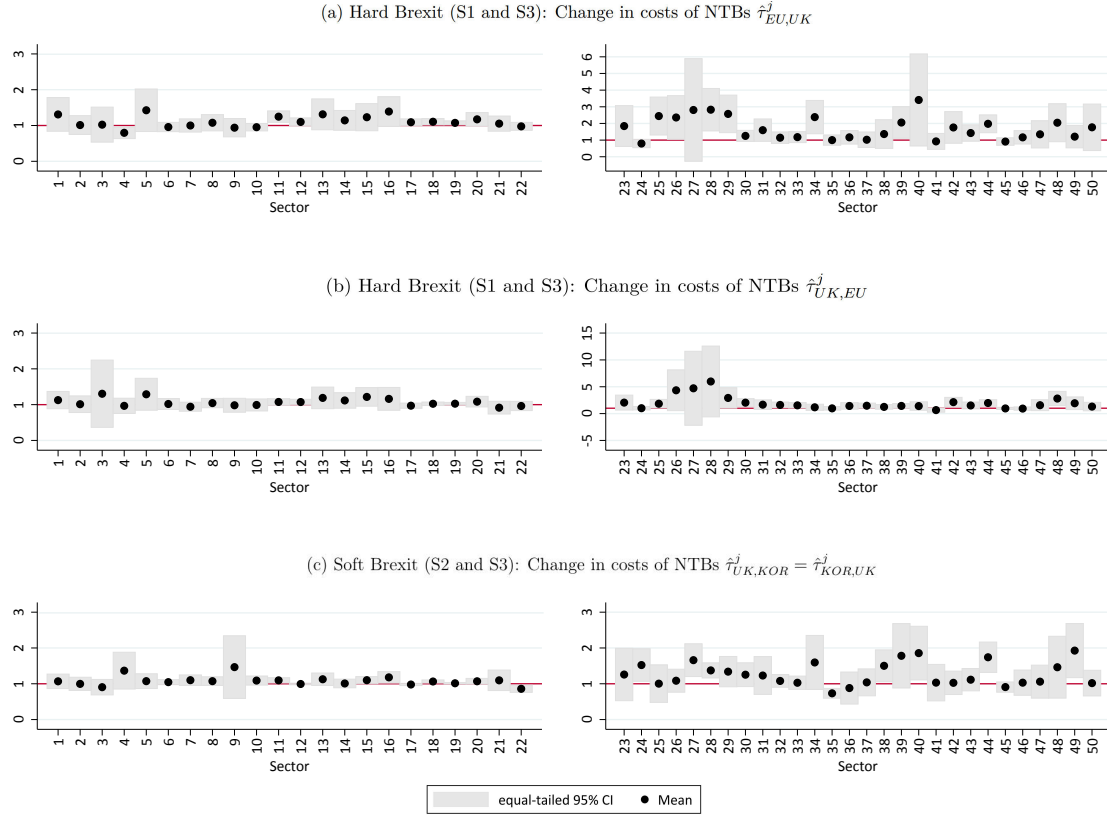 (a) Hard Brexit (S1 and S3): Change in costs of NTBs τ̂^j_{EU,UK}
3
2
1
0
1 2 3 4 5 6 7 8 9 10 11 12 13 14 15 16 17 18 19 20 21 22
Sector
6
5
4
3
2
1
0
23 24 25 26 27 28 29 30 31 32 33 34 35 36 37 38 39 40 41 42 43 44 45 46 47 48 49 50
Sector
(b) Hard Brexit (S1 and S3): Change in costs of NTBs τ̂^j_{UK,EU}
3
2
1
0
1 2 3 4 5 6 7 8 9 10 11 12 13 14 15 16 17 18 19 20 21 22
Sector
15
10
5
0
-5
23 24 25 26 27 28 29 30 31 32 33 34 35 36 37 38 39 40 41 42 43 44 45 46 47 48 49 50
Sector
(c) Soft Brexit (S2 and S3): Change in costs of NTBs τ̂^j_{UK,KOR} = τ̂^j_{KOR,UK}
3
2
1
0
1 2 3 4 5 6 7 8 9 10 11 12 13 14 15 16 17 18 19 20 21 22
Sector
3
2
1
0
23 24 25 26 27 28 29 30 31 32 33 34 35 36 37 38 39 40 41 42 43 44 45 46 47 48 49 50
Sector
equal-tailed 95% CI Mean